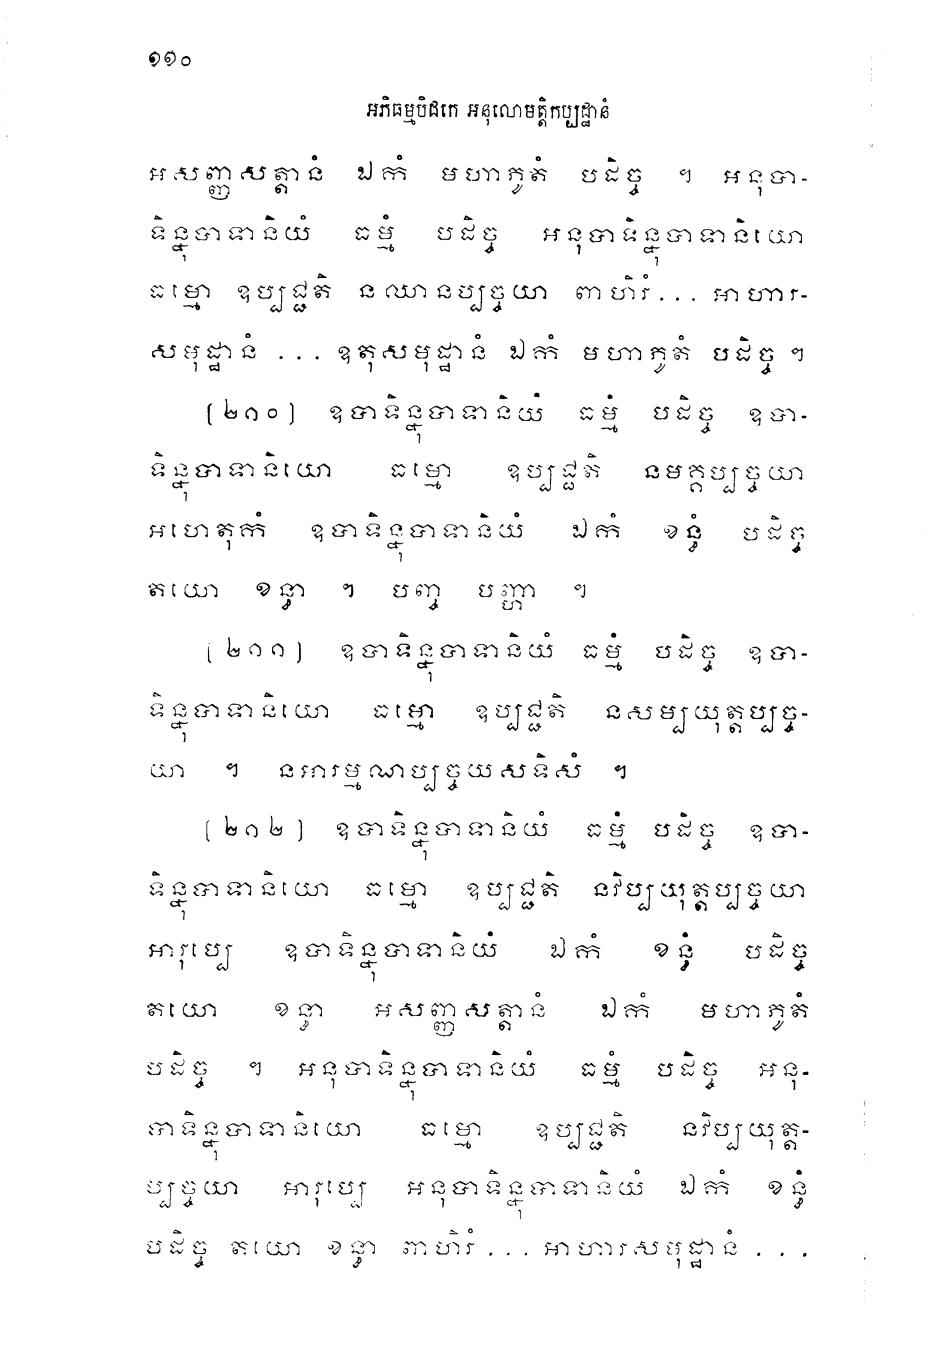 ១១០
អភិធម្មបិដកេ អនុលោមត្តិកប្បដ្ឋានំ
អសញ្ញសត្តានំ ឯកំ មហាភូតំ បដិច្ច ។ អនុបា-
ទិន្នុបាទានិយំ ធម្មំ បដិច្ច អនុបាទិន្នុបាទានិយោ
ធម្មោ ឧប្បជ្ជតិ នឈានប្បច្ចយា ពាហិរំ... អាហារ-
សមុដ្ឋានំ ... ឧតុសមុដ្ឋានំ ឯកំ មហាភូតំ បដិច្ច ។
(២១០) ឧបាទិន្នុបាទានិយំ ធម្មំ បដិច្ច ឧបា-
ទិន្នុបាទានិយោ ធម្មោ ឧប្បជ្ជតិ នមគ្គប្បច្ចយា
អហេតុកំ ឧបាទិន្នុបាទានិយំ ឯកំ ខន្ធំ បដិច្ច
តយោ ខន្ធា ។ បញ្ច បញ្ហា ។
(២១១) ឧបាទិន្នុបាទានិយំ ធម្មំ បដិច្ច ឧបា-
ទិន្នុបាទានិយោ ធម្មោ ឧប្បជ្ជតិ នសម្បយុត្តប្បច្ច-
យា ។ នអារម្មណប្បច្ចយសទិសំ ។
(២១២) ឧបាទិន្នុបាទានិយំ ធម្មំ បដិច្ច ឧបា-
ទិន្នុបាទានិយោ ធម្មោ ឧប្បជ្ជតិ នវិប្បយុត្តប្បច្ចយា
អារុប្បេ ឧបាទិន្នុបាទានិយំ ឯកំ ខន្ធំ បដិច្ច
តយោ ខន្ធា អសញ្ញសត្តានំ ឯកំ មហាភូតំ
បដិច្ច ។ អនុបាទិន្នុបាទានិយំ ធម្មំ បដិច្ច អនុ-
បាទិន្នុបាទានិយោ ធម្មោ ឧប្បជ្ជតិ នវិប្បយុត្ត-
ប្បច្ចយា អារុប្បេ អនុបាទិន្នុបាទានិយំ ឯកំ ខន្ធំ
បដិច្ច តយោ ខន្ធា ពាហិរំ... អាហារសមុដ្ឋានំ ...